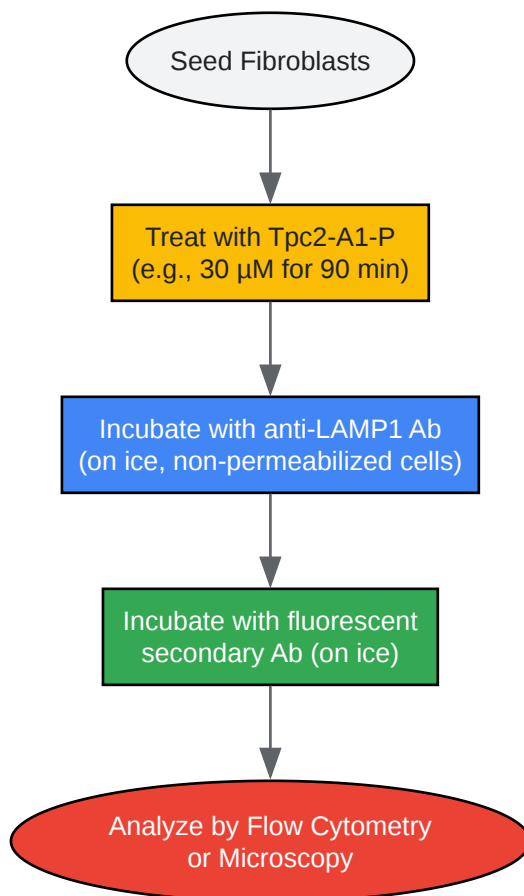 Seed Fibroblasts
Treat with Tpc2-A1-P
(e.g., 30 µM for 90 min)
Incubate with anti-LAMP1 Ab
(on ice, non-permeabilized cells)
Incubate with fluorescent
secondary Ab (on ice)
Analyze by Flow Cytometry
or Microscopy